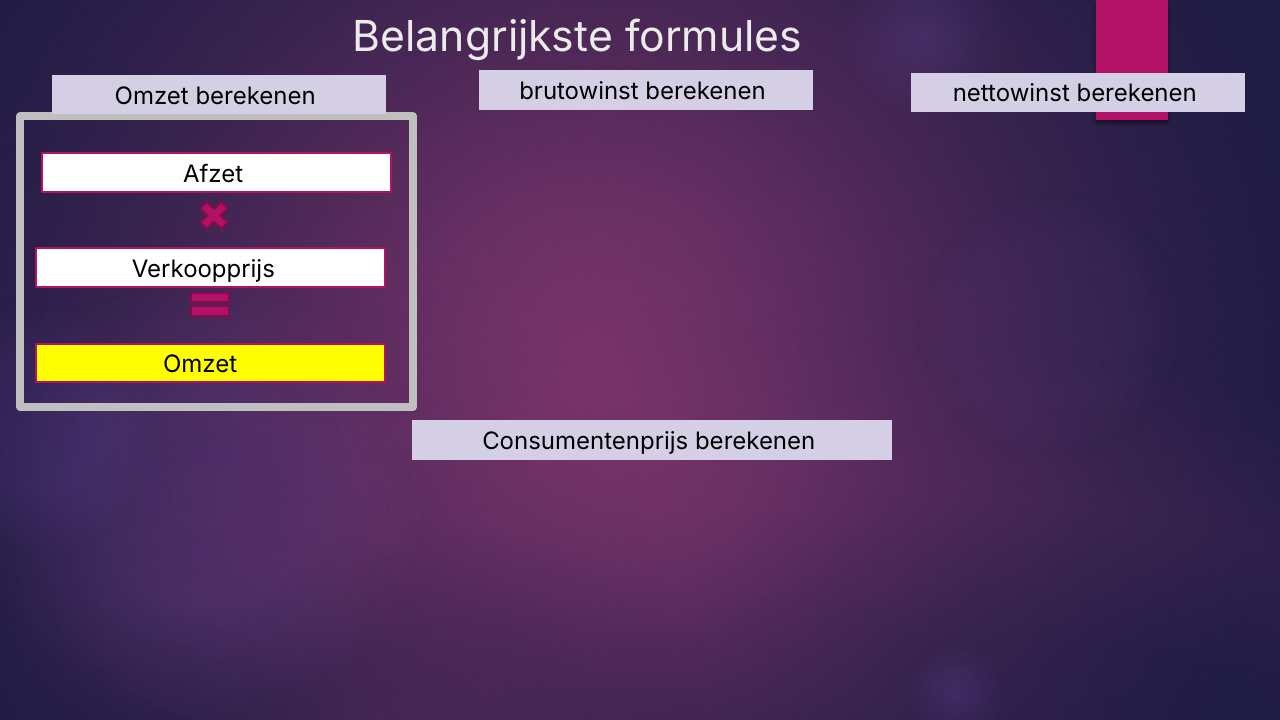 Belangrijkste formules
Omzet berekenen
brutowinst berekenen
nettowinst berekenen
Afzet
Verkoopprijs
Omzet
Consumentenprijs berekenen